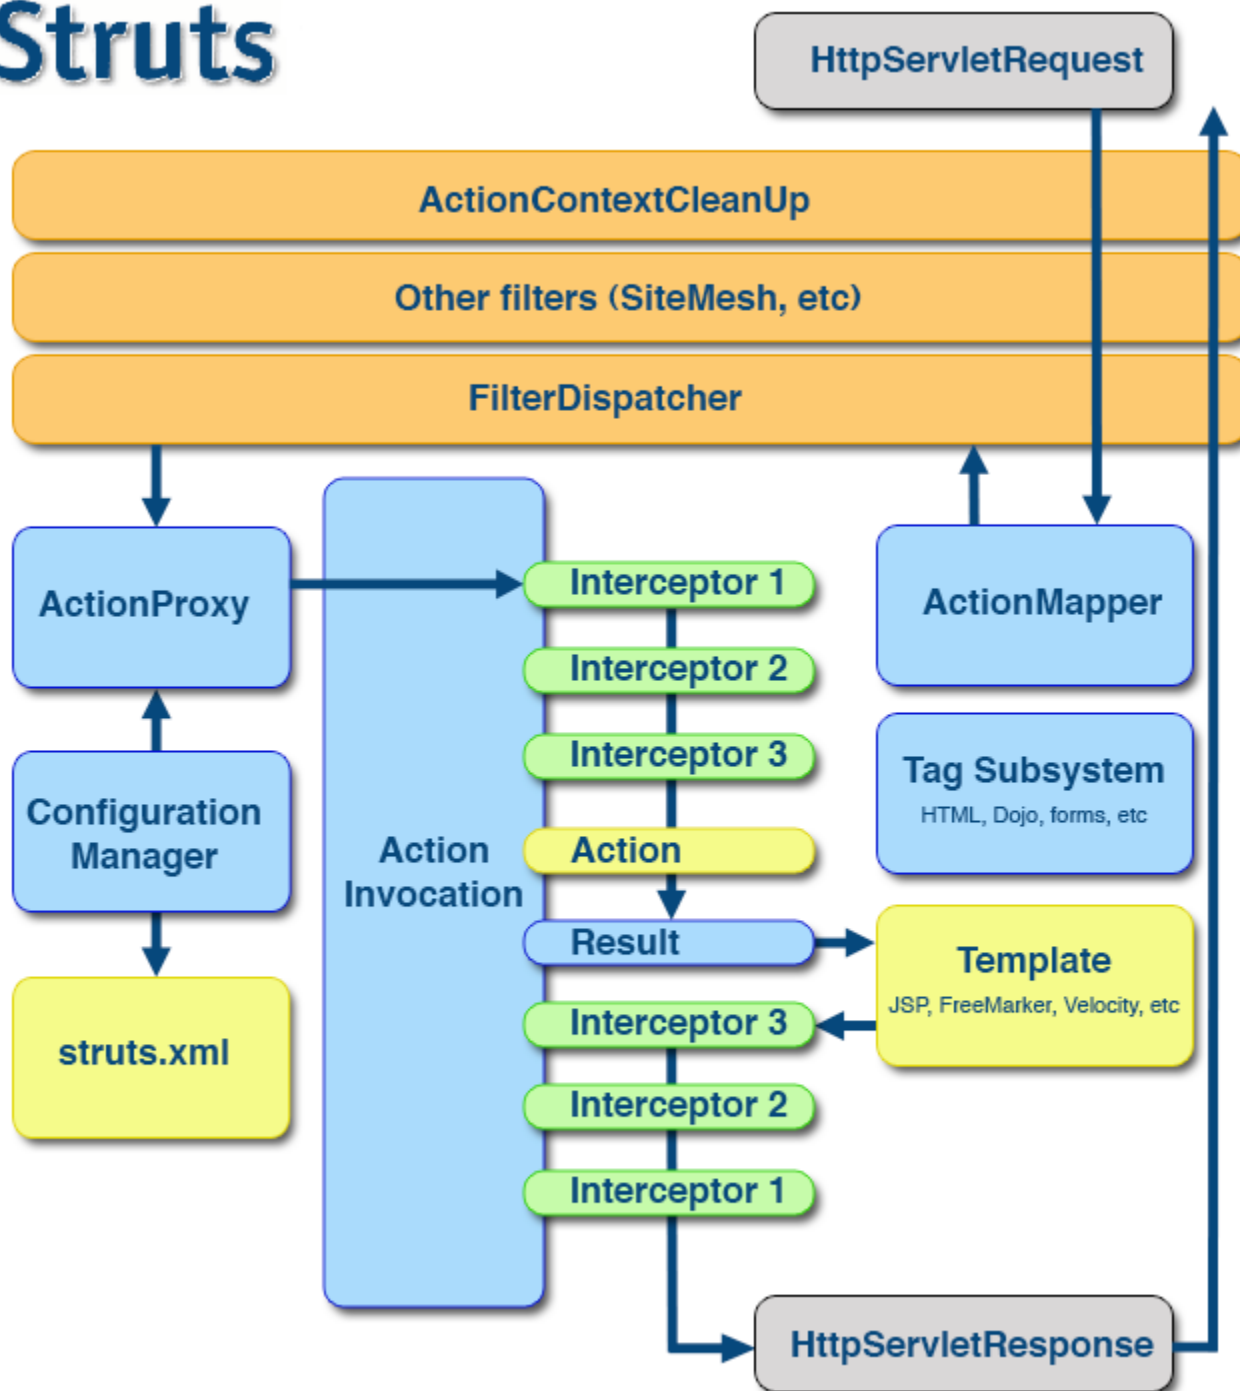 Struts
HttpServletRequest
ActionContextCleanUp
Other filters (SiteMesh, etc)
FilterDispatcher
ActionProxy
Configuration
Manager
struts.xml
Action
Invocation
Interceptor 1
Interceptor 2
Interceptor 3
Action
Result
Interceptor 3
Interceptor 2
Interceptor 1
ActionMapper
Tag Subsystem
HTML, Dojo, forms, etc
Template
JSP, FreeMarker, Velocity, etc
HttpServletResponse